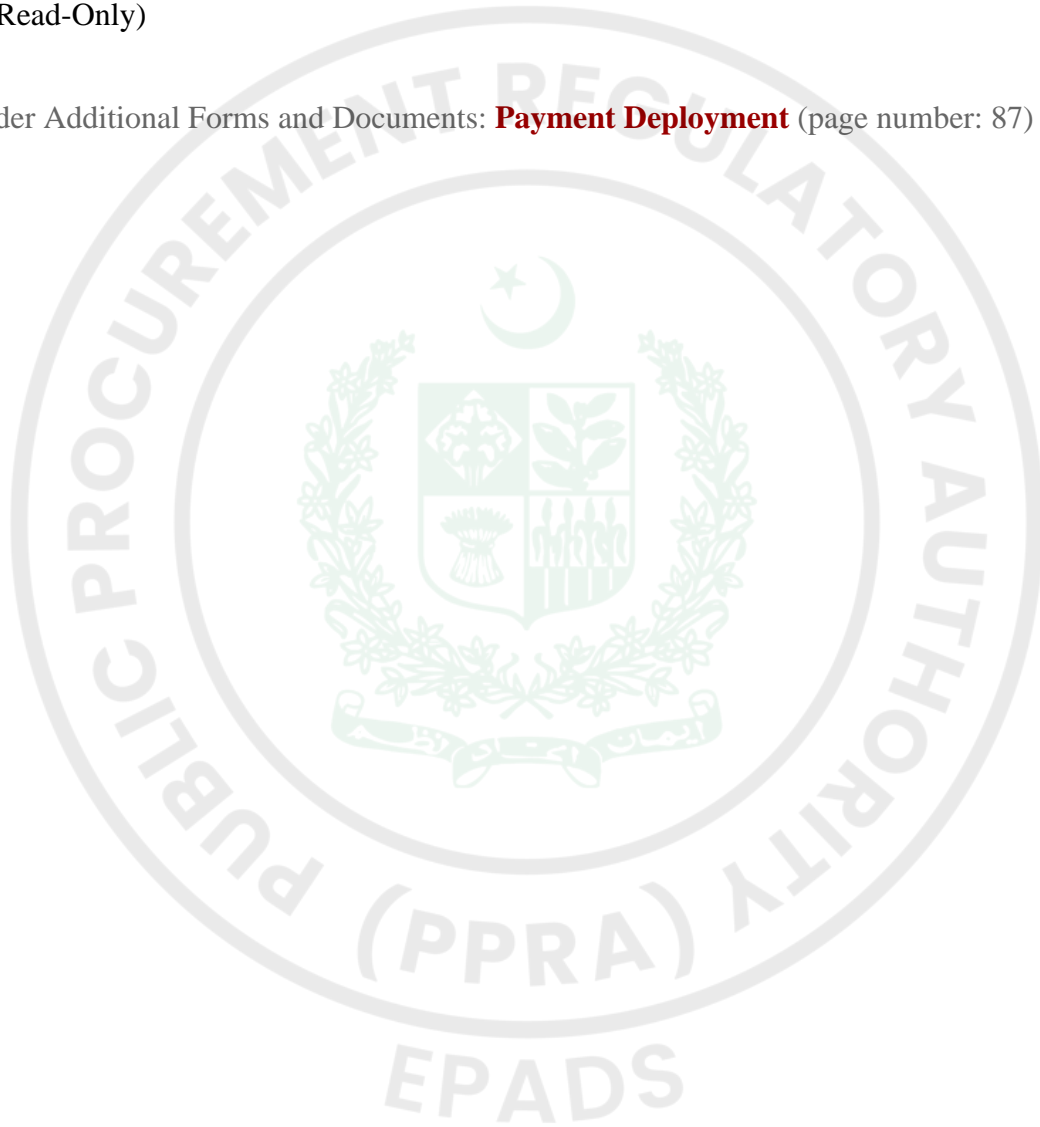 Read-Only)
der Additional Forms and Documents: Payment Deployment (page number: 87)
PUBLIC PROCUREMENT REGULATORY AUTHORITY
(PPRA)
EPADS